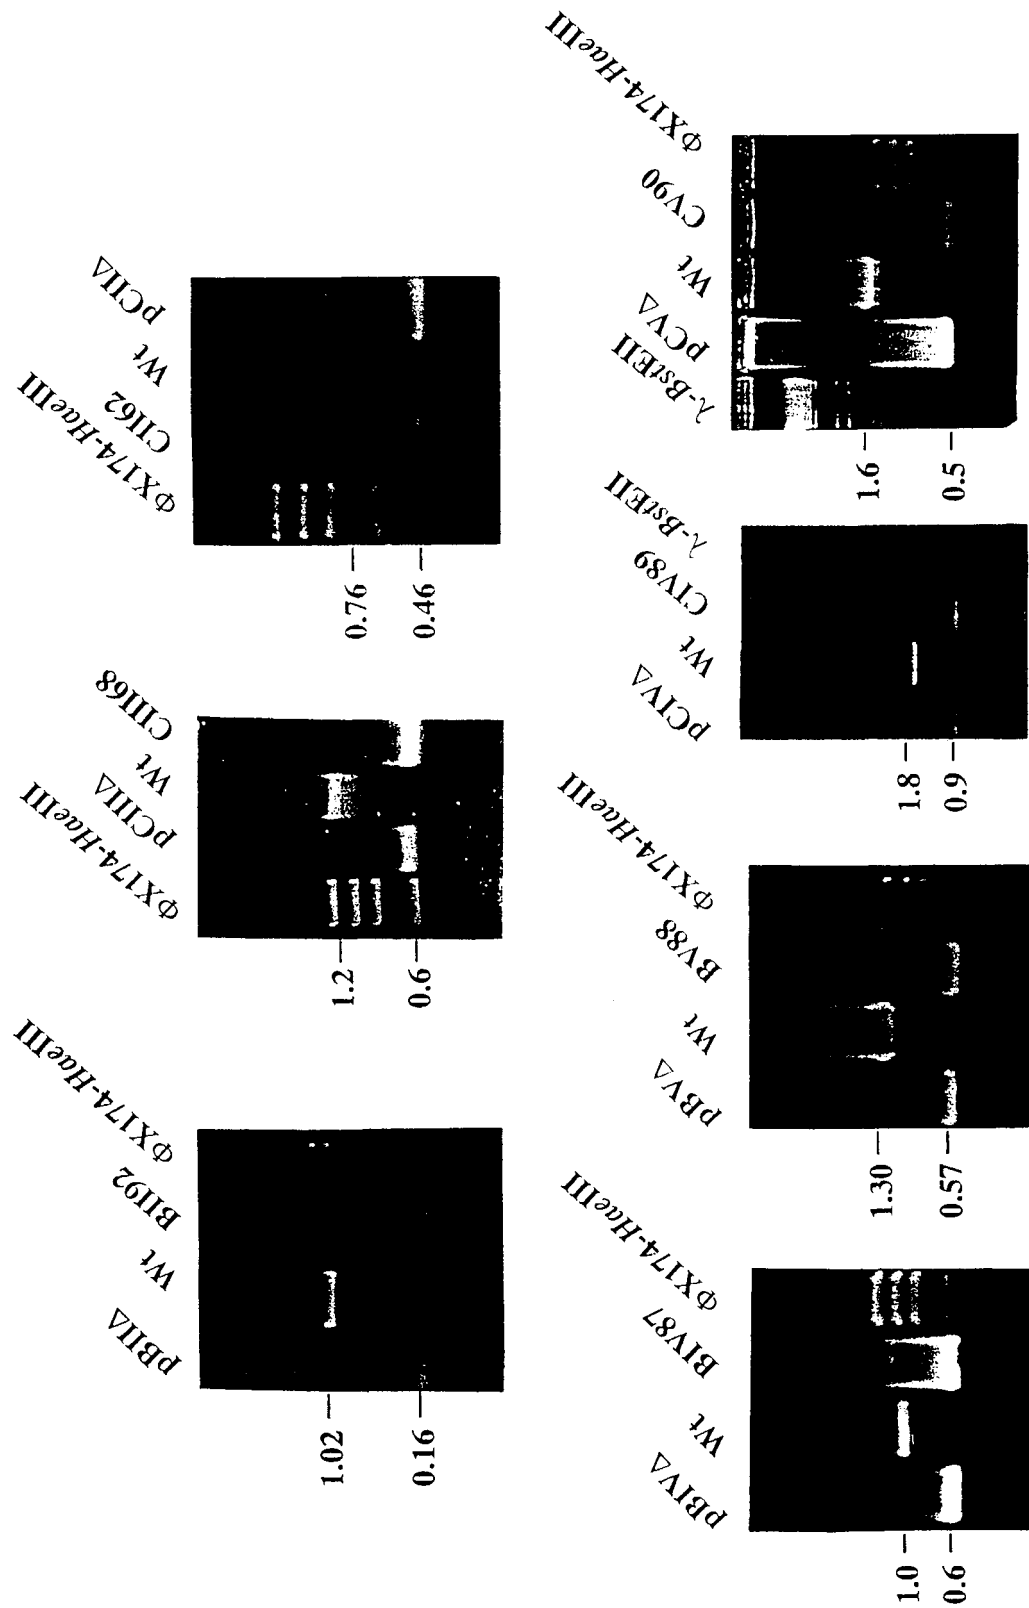 pBIIΔ
Wt
BII92
ΦX174-HaeIII
1.02
0.16
ΦX174-HaeIII
pCIIIΔ
Wt
CIII68
1.2
0.6
ΦX174-HaeIII
CII62
Wt
pCIIΔ
0.76
0.46
pBIVΔ
Wt
BIV87
ΦX174-HaeIII
1.0
0.6
pBVΔ
Wt
BV88
ΦX174-HaeIII
1.30
0.57
pCIVΔ
Wt
CIV89
λ-BstEII
1.8
0.9
λ-BstEII
pCVΔ
Wt
CV90
ΦX174-HaeIII
1.6
0.5